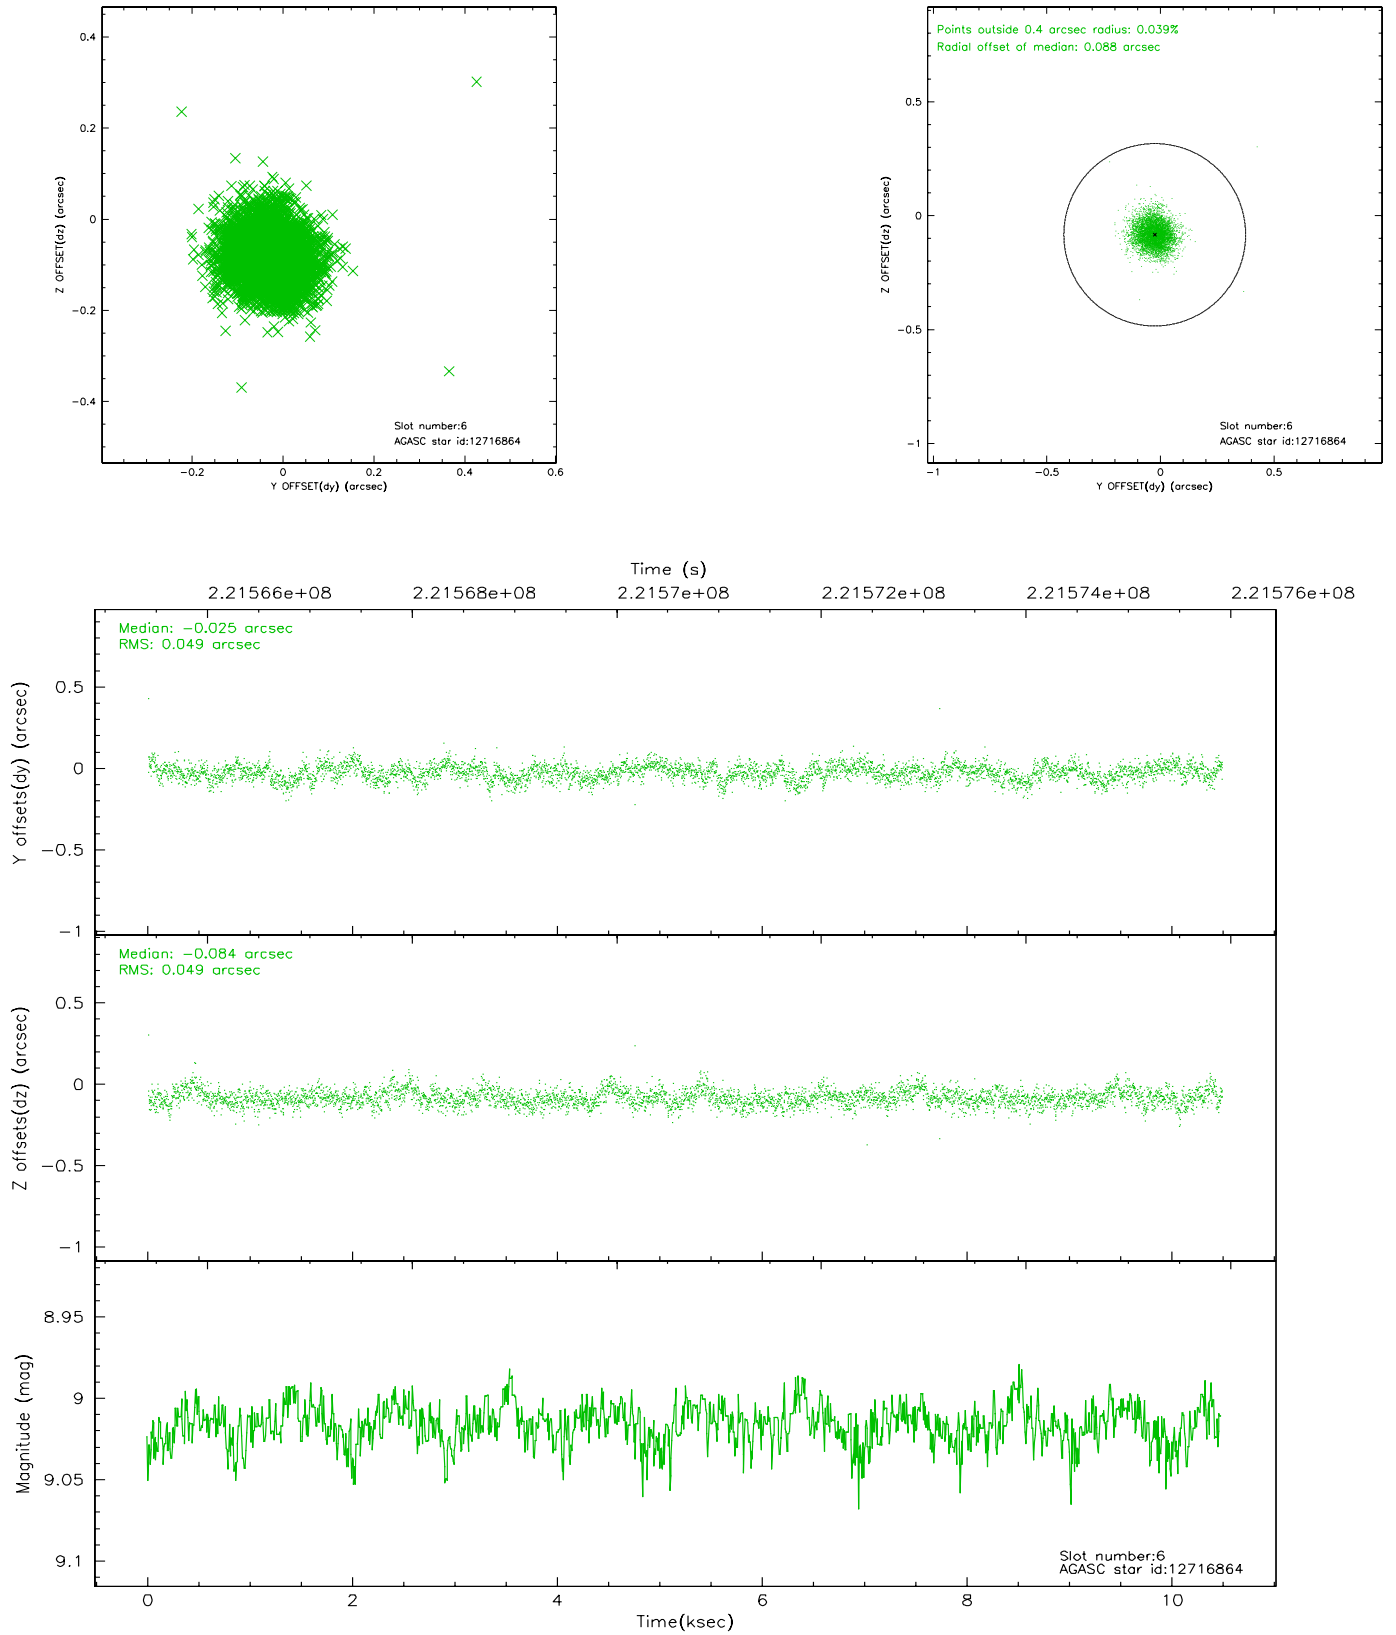 0.4
0.2
0
−0.2
−0.4
Z OFFSET(dz) (arcsec)
Slot number:6
AGASC star id:12716864
−0.2 0 0.2 0.4 0.6
Y OFFSET(dy) (arcsec)
Points outside 0.4 arcsec radius: 0.039%
Radial offset of median: 0.088 arcsec
0.5
0
−0.5
−1
Z OFFSET(dz) (arcsec)
Slot number:6
AGASC star id:12716864
−1 −0.5 0 0.5
Y OFFSET(dy) (arcsec)
Time (s)
2.21566e+08 2.21568e+08 2.2157e+08 2.21572e+08 2.21574e+08 2.21576e+08
Median: −0.025 arcsec
RMS: 0.049 arcsec
0.5
0
−0.5
−1
Y offsets(dy) (arcsec)
Median: −0.084 arcsec
RMS: 0.049 arcsec
0.5
0
−0.5
−1
Z offsets(dz) (arcsec)
8.95
9
9.05
9.1
Magnitude (mag)
Slot number:6
AGASC star id:12716864
0 2 4 6 8 10
Time(ksec)